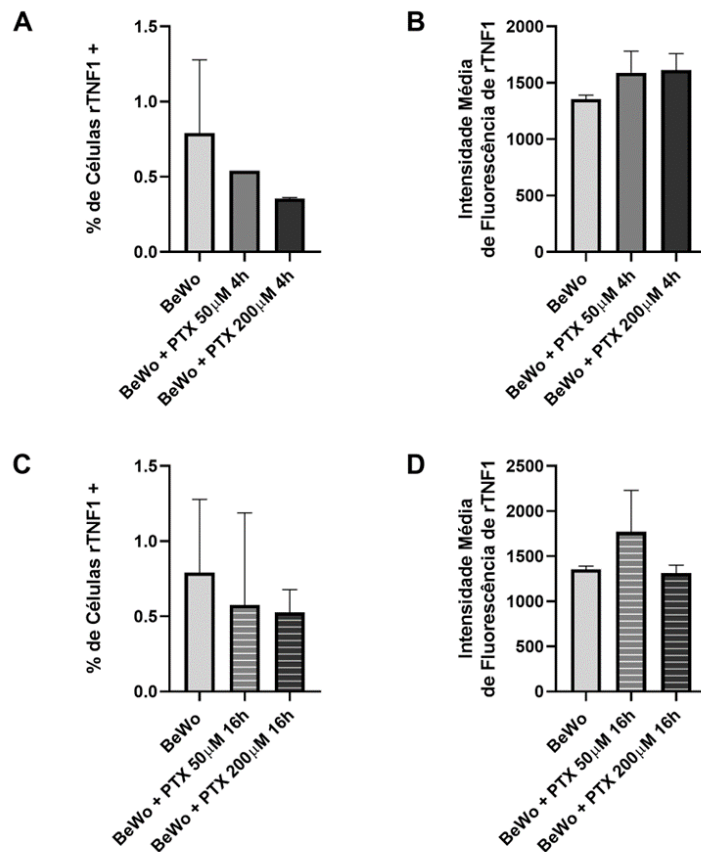 A
% de Células rTNF1 +
1.5
1.0
0.5
0.0
BeWo
BeWo + PTX 50μM 4h
BeWo + PTX 200μM 4h
B
Intensidade Média
de Fluorescência de rTNF1
2000
1500
1000
500
0
BeWo
BeWo + PTX 50μM 4h
BeWo + PTX 200μM 4h
C
% de Células rTNF1 +
1.5
1.0
0.5
0.0
BeWo
BeWo + PTX 50μM 16h
BeWo + PTX 200μM 16h
D
Intensidade Média
de Fluorescência de rTNF1
2500
2000
1500
1000
500
0
BeWo
BeWo + PTX 50μM 16h
BeWo + PTX 200μM 16h